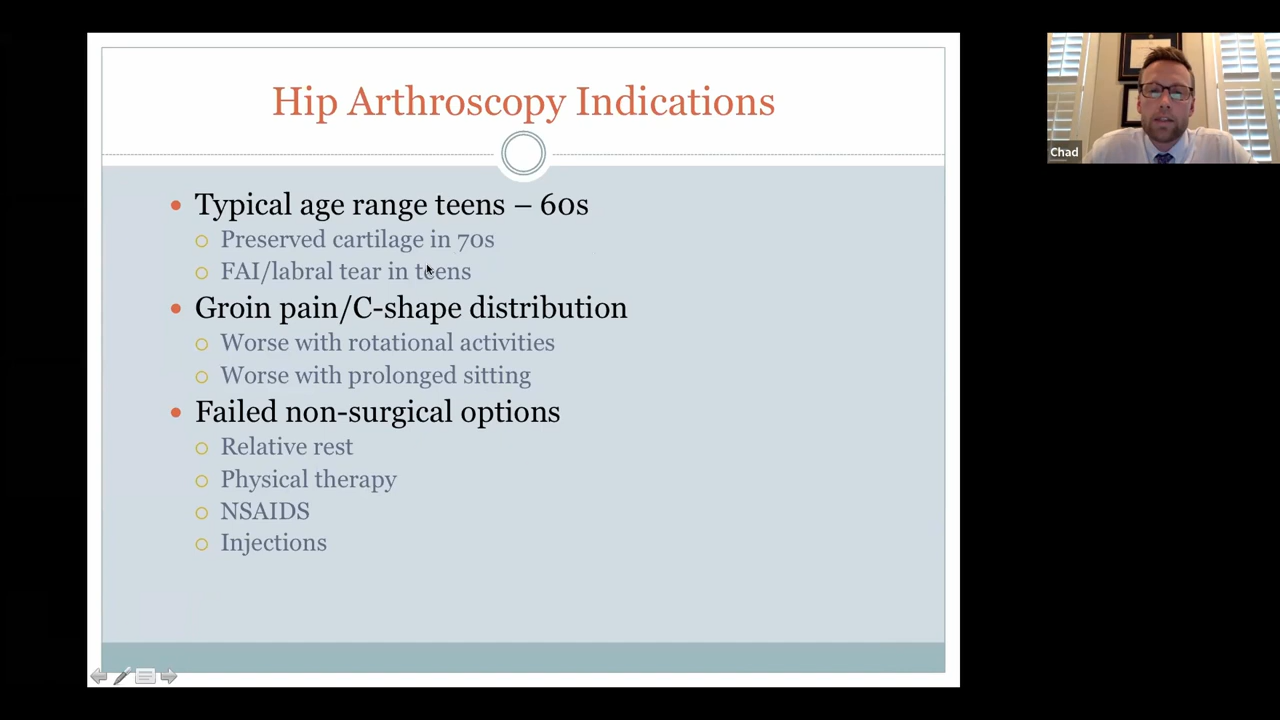 Hip Arthroscopy Indications
Typical age range teens – 60s
Preserved cartilage in 70s
FAI/labral tear in teens
Groin pain/C-shape distribution
Worse with rotational activities
Worse with prolonged sitting
Failed non-surgical options
Relative rest
Physical therapy
NSAIDS
Injections
Chad